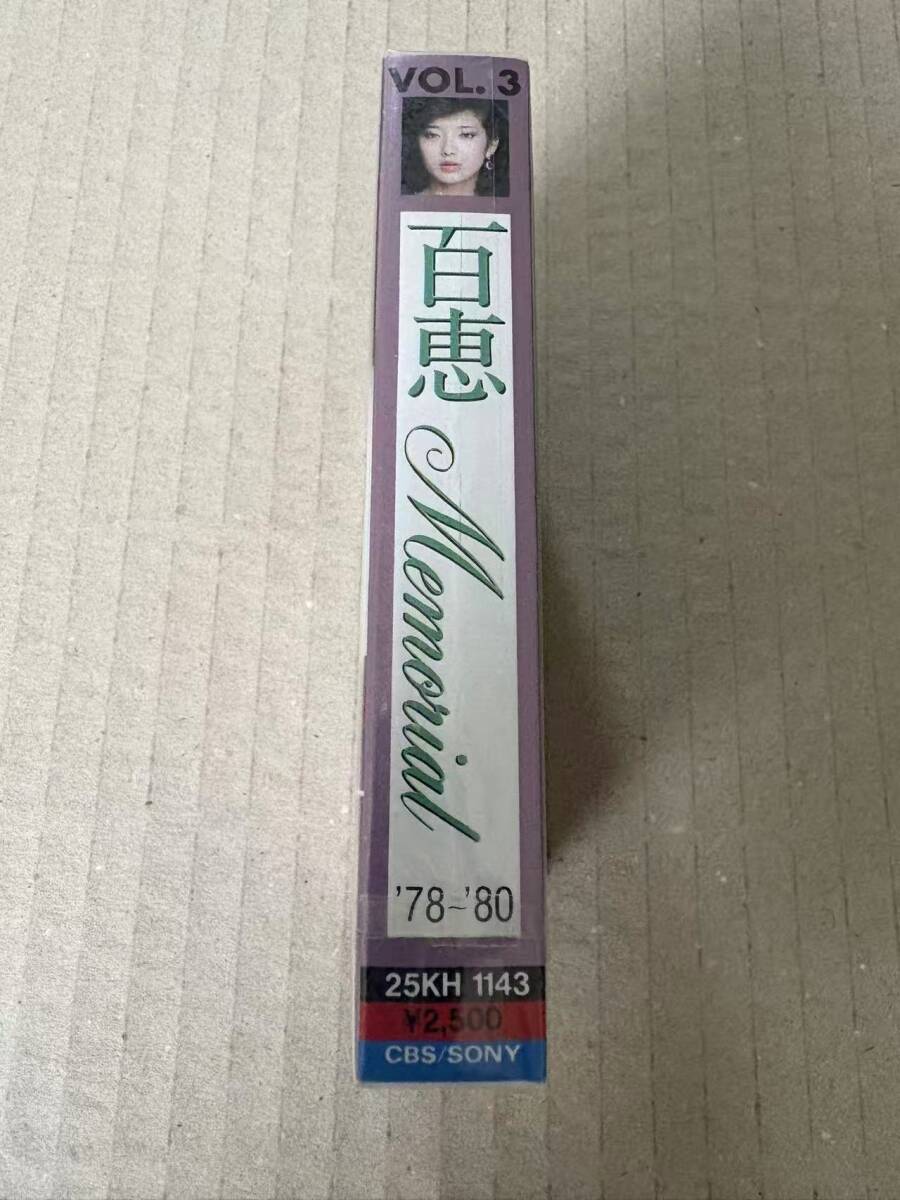 VOL. 3
百恵
Memorial
'78~'80
25KH 1143
¥2,500
CBS/SONY